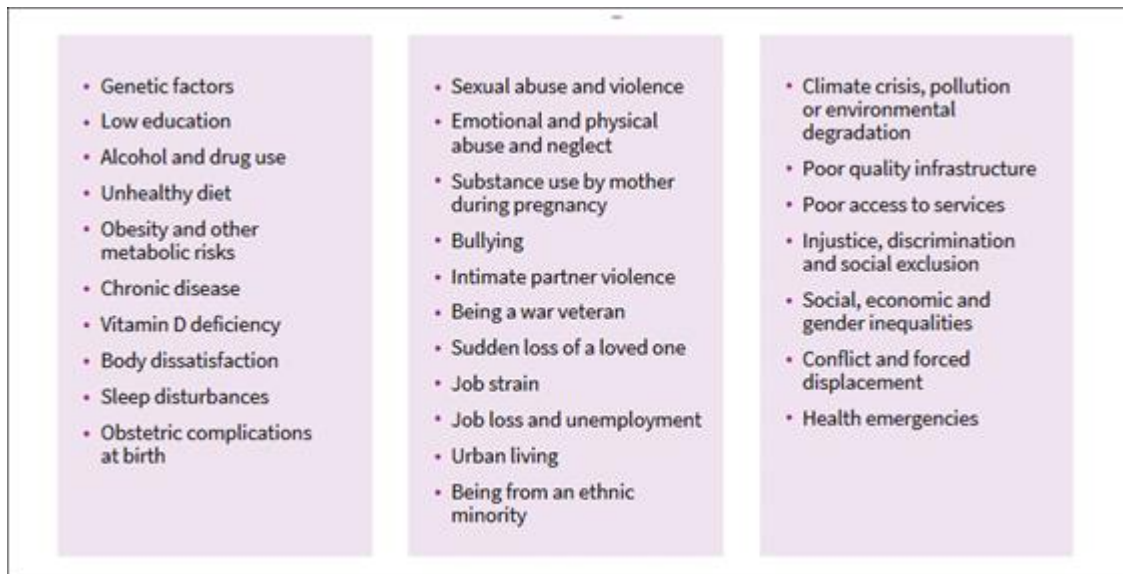 • Genetic factors
• Low education
• Alcohol and drug use
• Unhealthy diet
• Obesity and other
metabolic risks
• Chronic disease
• Vitamin D deficiency
• Body dissatisfaction
• Sleep disturbances
• Obstetric complications
at birth
• Sexual abuse and violence
• Emotional and physical
abuse and neglect
• Substance use by mother
during pregnancy
• Bullying
• Intimate partner violence
• Being a war veteran
• Sudden loss of a loved one
• Job strain
• Job loss and unemployment
• Urban living
• Being from an ethnic
minority
• Climate crisis, pollution
or environmental
degradation
• Poor quality infrastructure
• Poor access to services
• Injustice, discrimination
and social exclusion
• Social, economic and
gender inequalities
• Conflict and forced
displacement
• Health emergencies